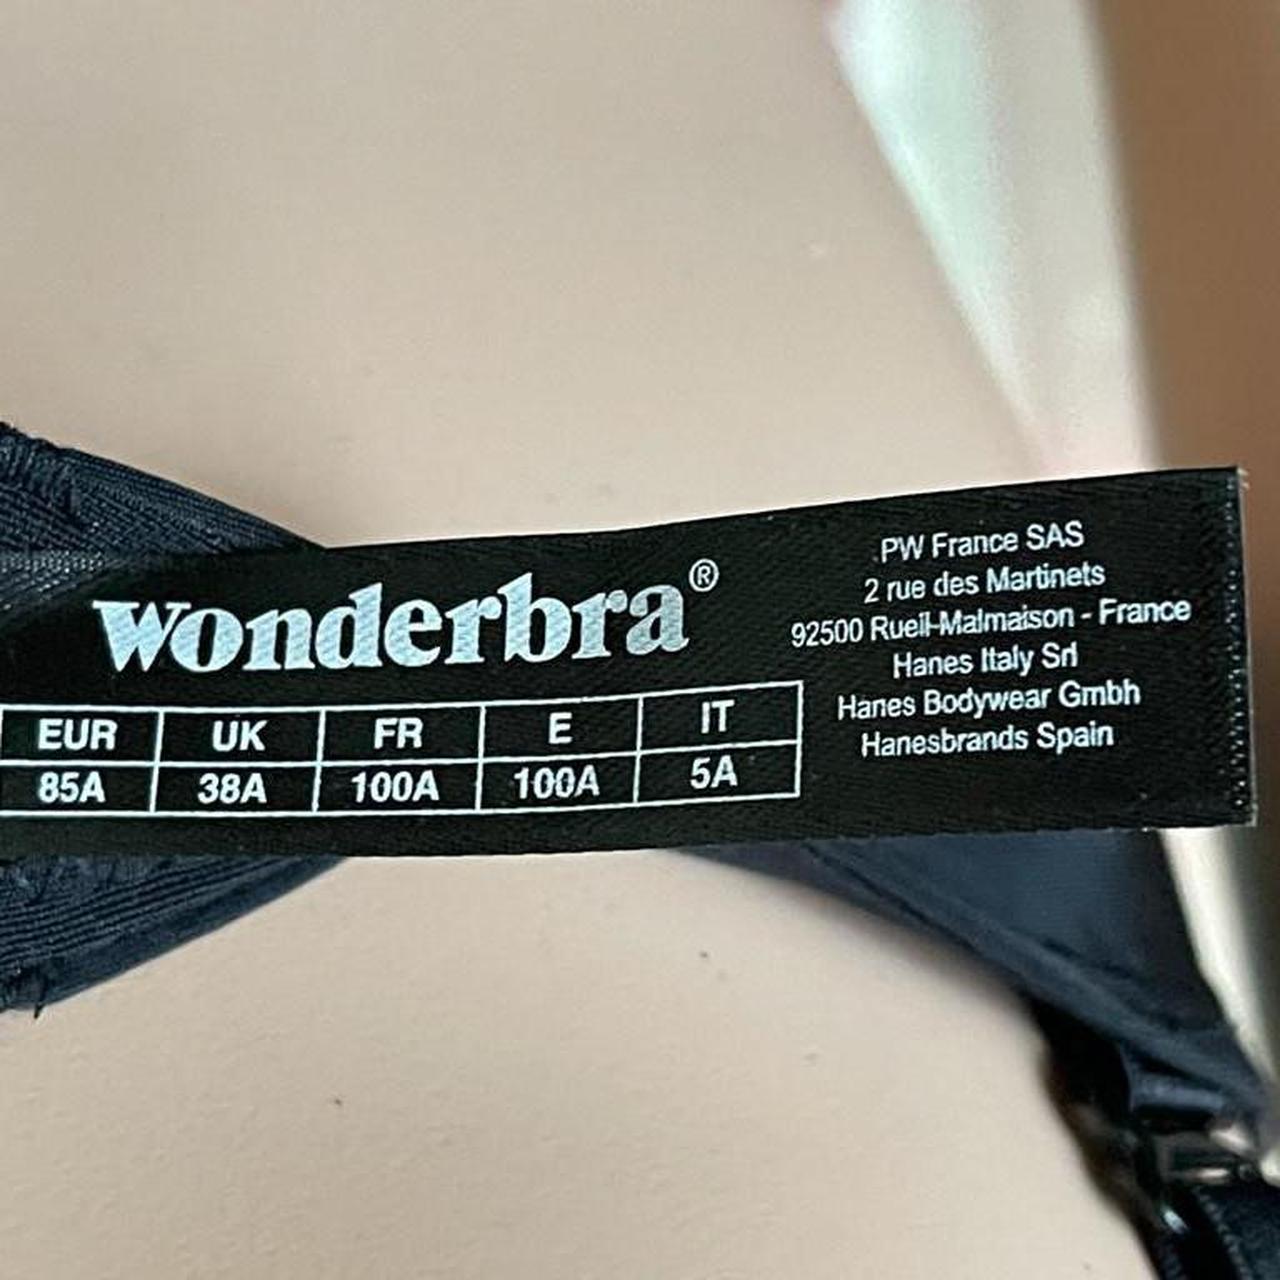 wonderbra®
EUR UK FR E IT
85A 38A 100A 100A 5A
PW France SAS
2 rue des Martinets
92500 Rueil-Malmaison - France
Hanes Italy Srl
Hanes Bodywear Gmbh
Hanesbrands Spain